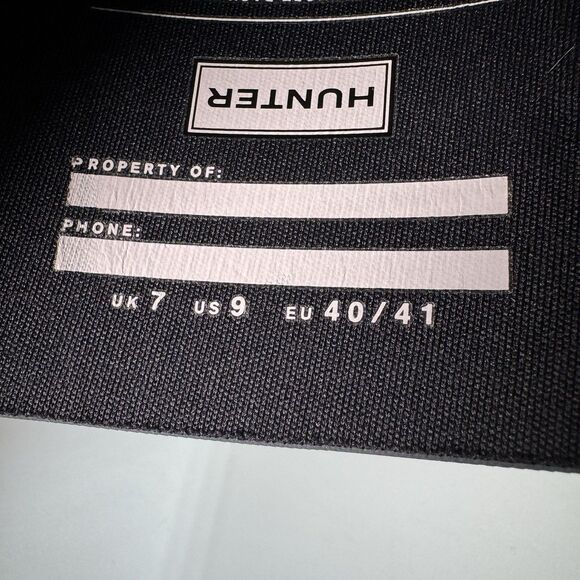 HUNTER
PROPERTY OF:
PHONE:
UK 7 US 9 EU 40/41